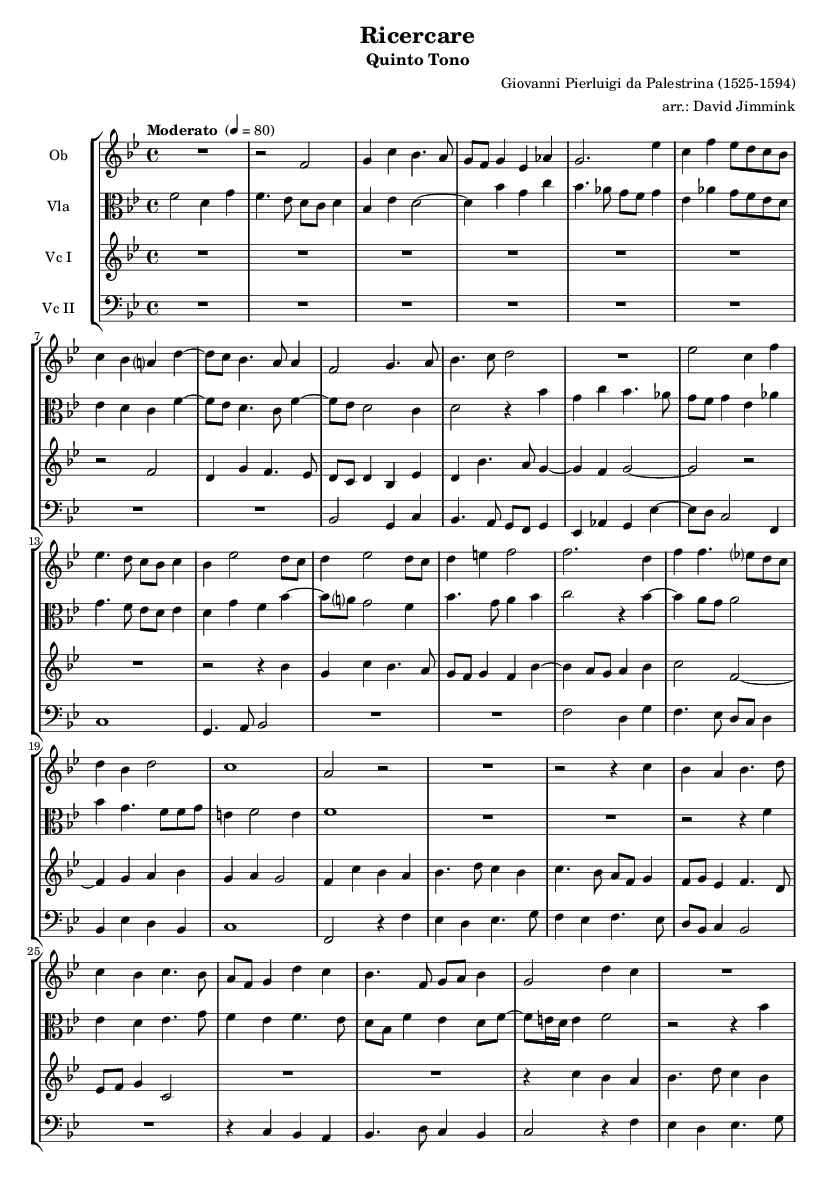 Ricercare
Quinto Tono
Giovanni Pierluigi da Palestrina (1525-1594)
arr.: David Jimmink
Moderato (♩ = 80)
Ob
Vla
Vc I
Vc II
7
13
19
25